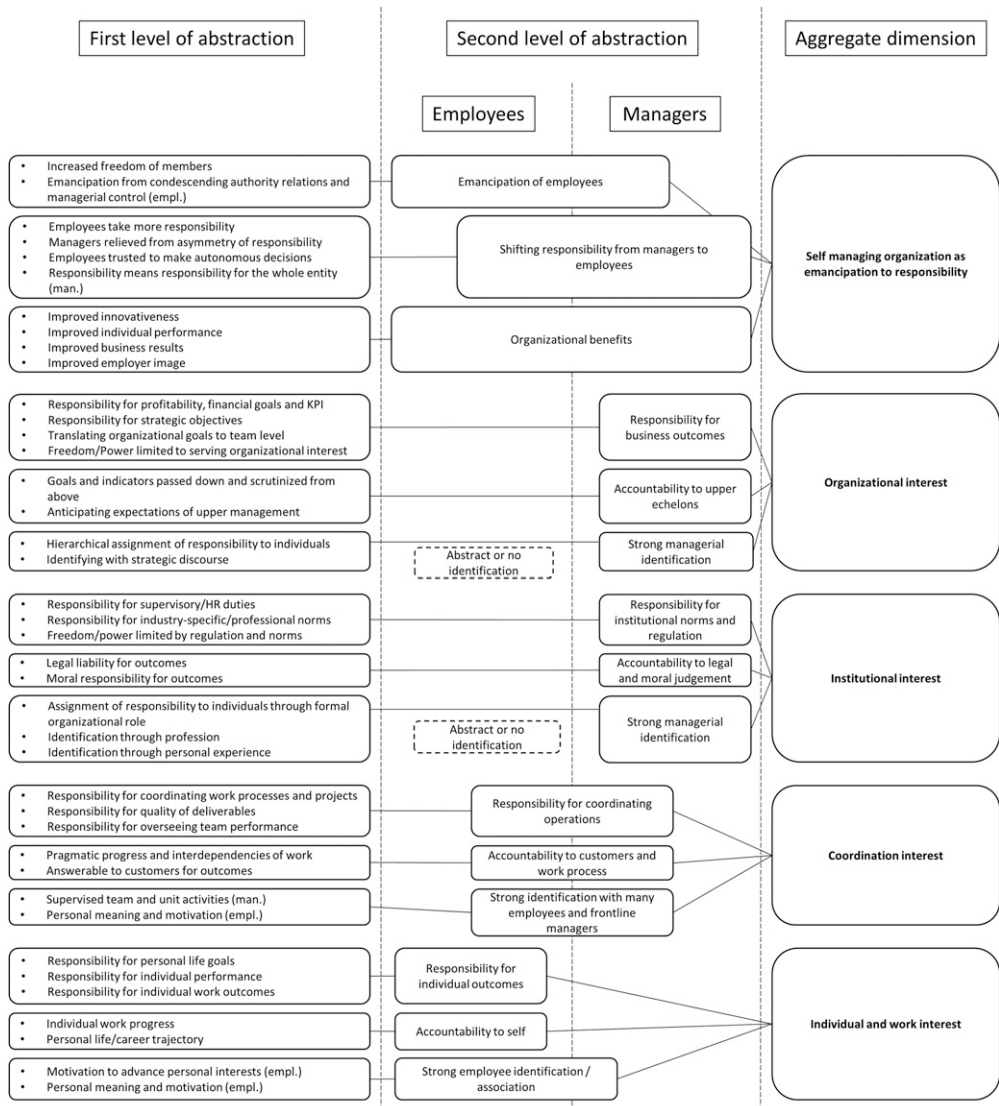 First level of abstraction
Second level of abstraction
Aggregate dimension
Employees
Managers
• Increased freedom of members
• Emancipation from condescending authority relations and
managerial control (empl.)
Emancipation of employees
• Employees take more responsibility
• Managers relieved from asymmetry of responsibility
• Employees trusted to make autonomous decisions
• Responsibility means responsibility for the whole entity
(man.)
Shifting responsibility from managers to
employees
• Improved innovativeness
• Improved individual performance
• Improved business results
• Improved employer image
Organizational benefits
Self managing organization as
emancipation to responsibility
• Responsibility for profitability, financial goals and KPI
• Responsibility for strategic objectives
• Translating organizational goals to team level
• Freedom/Power limited to serving organizational interest
Responsibility for
business outcomes
• Goals and indicators passed down and scrutinized from
above
• Anticipating expectations of upper management
Accountability to upper
echelons
• Hierarchical assignment of responsibility to individuals
• Identifying with strategic discourse
Abstract or no
identification
Strong managerial
identification
Organizational interest
• Responsibility for supervisory/HR duties
• Responsibility for industry-specific/professional norms
• Freedom/power limited by regulation and norms
Responsibility for
institutional norms and
regulation
• Legal liability for outcomes
• Moral responsibility for outcomes
Accountability to legal
and moral judgement
• Assignment of responsibility to individuals through formal
organizational role
• Identification through profession
• Identification through personal experience
Abstract or no
identification
Strong managerial
identification
Institutional interest
• Responsibility for coordinating work processes and projects
• Responsibility for quality of deliverables
• Responsibility for overseeing team performance
Responsibility for coordinating
operations
• Pragmatic progress and interdependencies of work
• Answerable to customers for outcomes
Accountability to customers and
work process
• Supervised team and unit activities (man.)
• Personal meaning and motivation (empl.)
Strong identification with many
employees and frontline
managers
Coordination interest
• Responsibility for personal life goals
• Responsibility for individual performance
• Responsibility for individual work outcomes
Responsibility for
individual outcomes
• Individual work progress
• Personal life/career trajectory
Accountability to self
• Motivation to advance personal interests (empl.)
• Personal meaning and motivation (empl.)
Strong employee identification /
association
Individual and work interest